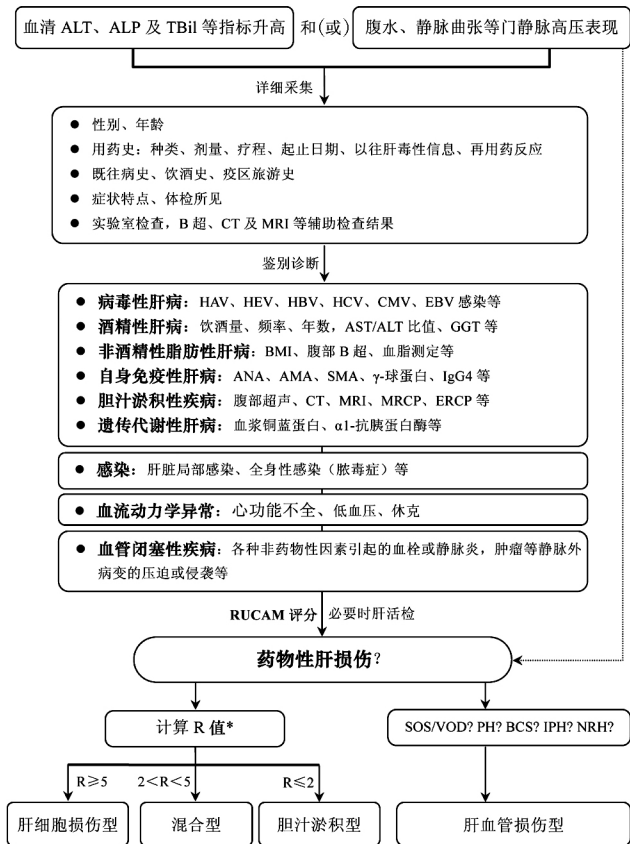 血清 ALT、ALP 及 TBil 等指标升高 和(或) 腹水、静脉曲张等门静脉高压表现
详细采集
● 性别、年龄
● 用药史：种类、剂量、疗程、起止日期、以往肝毒性信息、再用药反应
● 既往病史、饮酒史、疫区旅游史
● 症状特点、体检所见
● 实验室检查，B 超、CT 及 MRI 等辅助检查结果
鉴别诊断
● 病毒性肝病：HAV、HEV、HBV、HCV、CMV、EBV 感染等
● 酒精性肝病：饮酒量、频率、年数，AST/ALT 比值、GGT 等
● 非酒精性脂肪性肝病：BMI、腹部 B 超、血脂测定等
● 自身免疫性肝病：ANA、AMA、SMA、γ-球蛋白、IgG4 等
● 胆汁淤积性疾病：腹部超声、CT、MRI、MRCP、ERCP 等
● 遗传代谢性肝病：血浆铜蓝蛋白、α1-抗胰蛋白酶等
● 感染：肝脏局部感染、全身性感染（脓毒症）等
● 血流动力学异常：心功能不全、低血压、休克
● 血管闭塞性疾病：各种非药物性因素引起的血栓或静脉炎，肿瘤等静脉外
病变的压迫或侵袭等
RUCAM 评分 必要时肝活检
药物性肝损伤？
计算 R 值* SOS/VOD? PH? BCS? IPH? NRH?
R≥5 2＜R＜5 R≤2
肝细胞损伤型 混合型 胆汁淤积型 肝血管损伤型